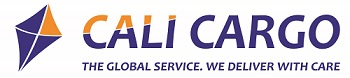 CALI CARGO
THE GLOBAL SERVICE. WE DELIVER WITH CARE